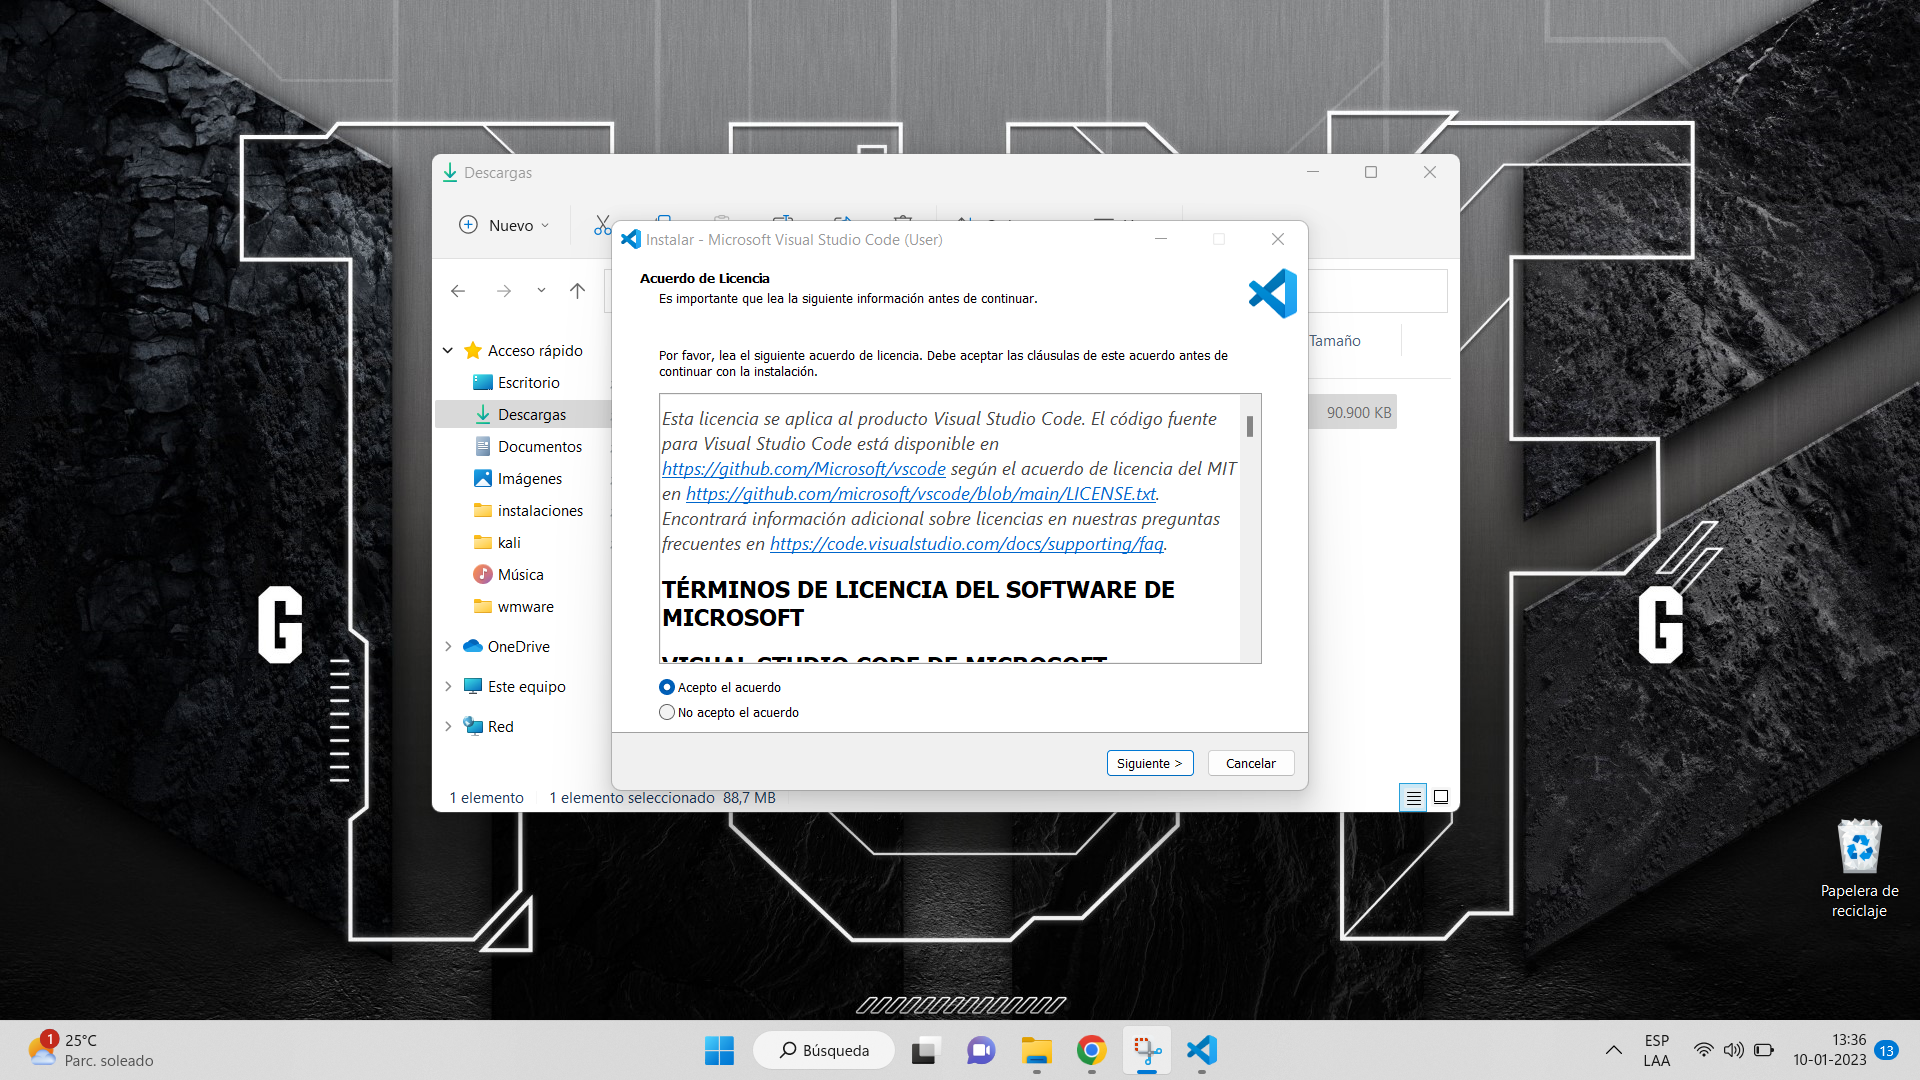 Descargas
Nuevo
Instalar - Microsoft Visual Studio Code (User)
Acuerdo de Licencia
Es importante que lea la siguiente información antes de continuar.
Por favor, lea el siguiente acuerdo de licencia. Debe aceptar las cláusulas de este acuerdo antes de
continuar con la instalación.
Esta licencia se aplica al producto Visual Studio Code. El código fuente
para Visual Studio Code está disponible en
https://github.com/Microsoft/vscode según el acuerdo de licencia del MIT
en https://github.com/microsoft/vscode/blob/main/LICENSE.txt.
Encontrará información adicional sobre licencias en nuestras preguntas
frecuentes en https://code.visualstudio.com/docs/supporting/faq.
TÉRMINOS DE LICENCIA DEL SOFTWARE DE
MICROSOFT
VISUAL STUDIO CODE DE MICROSOFT
Acepto el acuerdo
No acepto el acuerdo
Siguiente >
Cancelar
Tamaño
90.900 KB
Acceso rápido
Escritorio
Descargas
Documentos
Imágenes
instalaciones
kali
Música
wmware
OneDrive
Este equipo
Red
1 elemento
1 elemento seleccionado 88,7 MB
G
G
Papelera de
reciclaje
1
25°C
Parc. soleado
Búsqueda
ESP
LAA
13:36
10-01-2023
13